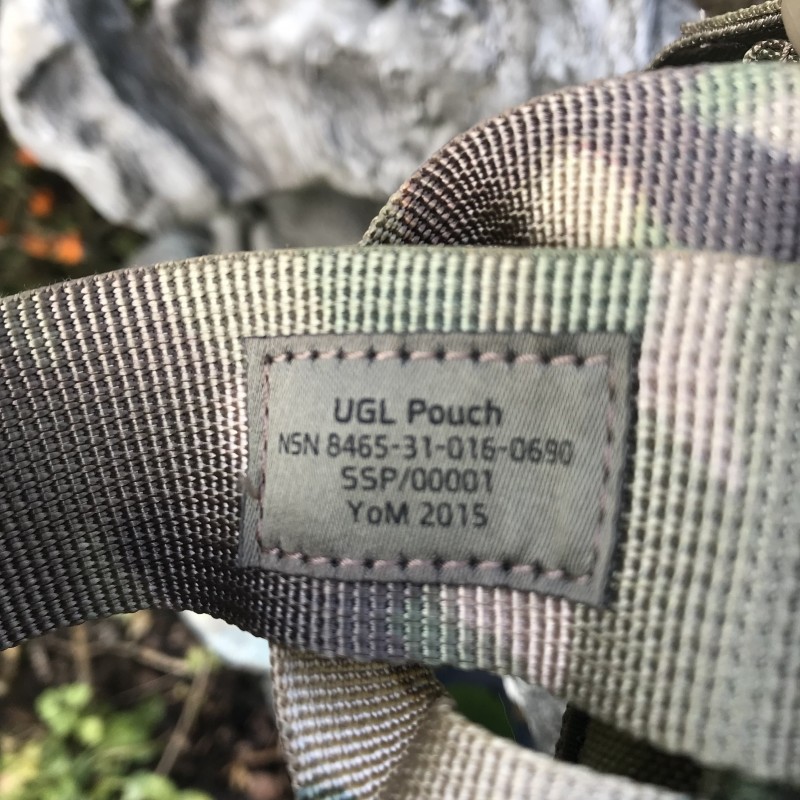 UGL Pouch
NSN 8465-31-016-0690
SSP/00001
YoM 2015